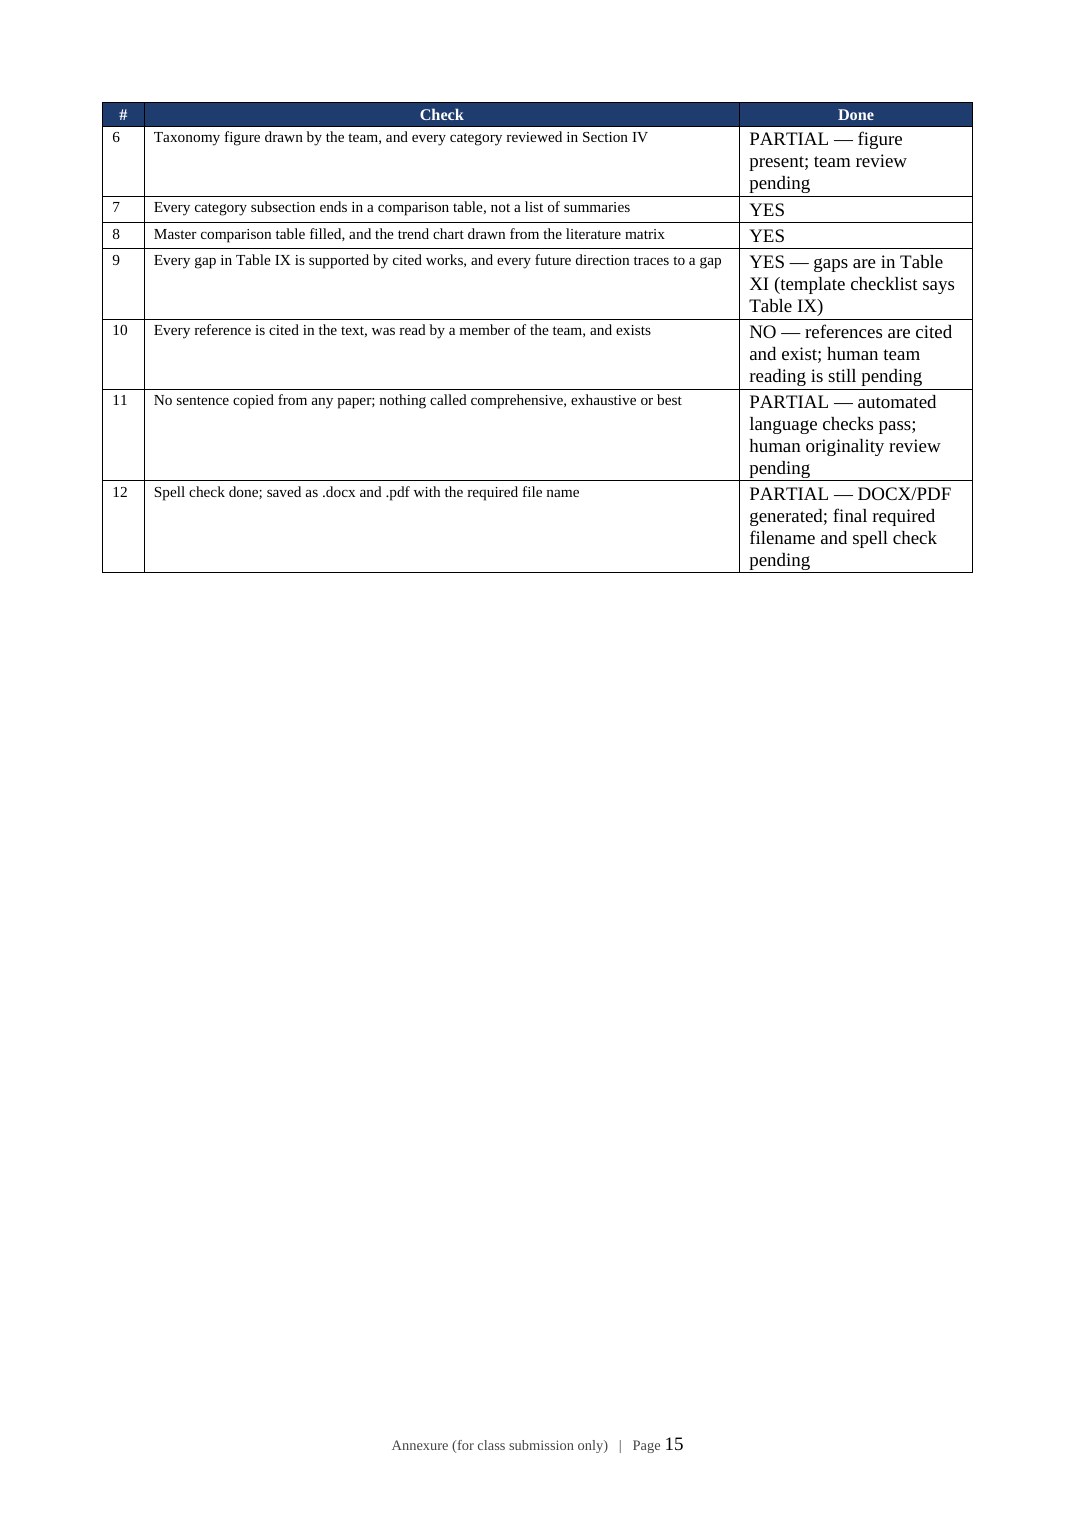 # Check Done
6 Taxonomy figure drawn by the team, and every category reviewed in Section IV PARTIAL — figure
present; team review
pending
7 Every category subsection ends in a comparison table, not a list of summaries YES
8 Master comparison table filled, and the trend chart drawn from the literature matrix YES
9 Every gap in Table IX is supported by cited works, and every future direction traces to a gap YES — gaps are in Table
XI (template checklist says
Table IX)
10 Every reference is cited in the text, was read by a member of the team, and exists NO — references are cited
and exist; human team
reading is still pending
11 No sentence copied from any paper; nothing called comprehensive, exhaustive or best PARTIAL — automated
language checks pass;
human originality review
pending
12 Spell check done; saved as .docx and .pdf with the required file name PARTIAL — DOCX/PDF
generated; final required
filename and spell check
pending
Annexure (for class submission only) | Page 15